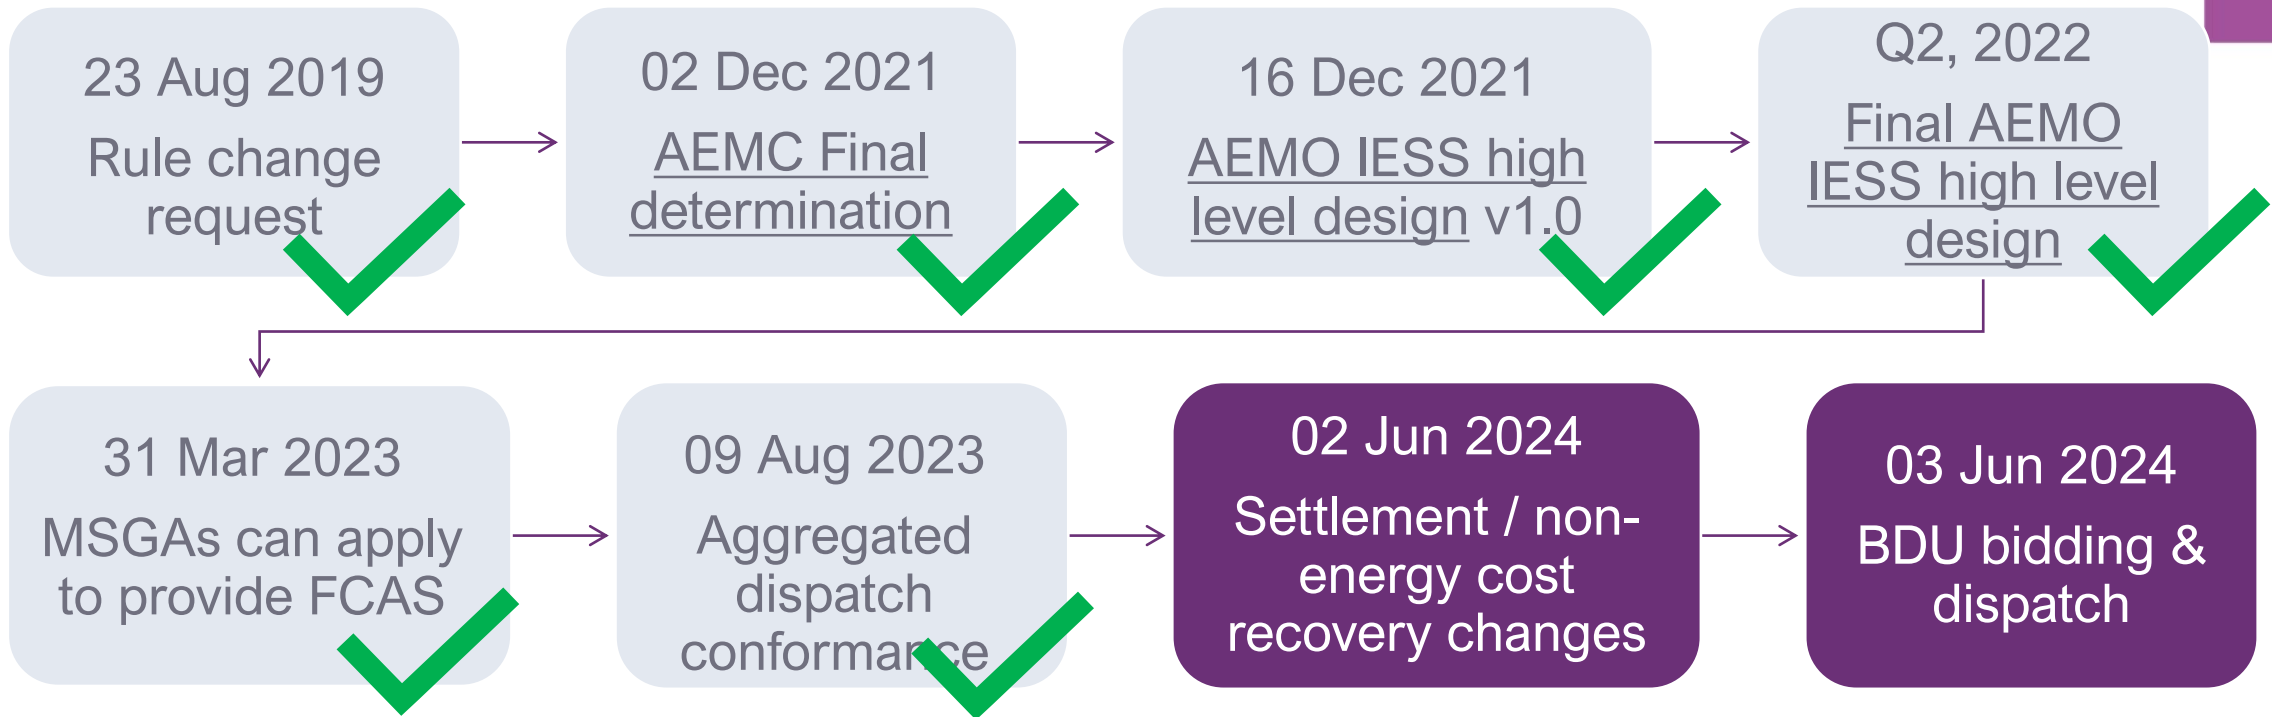 23 Aug 2019
Rule change
request
02 Dec 2021
AEMC Final
determination
16 Dec 2021
AEMO IESS high
level design v1.0
Q2, 2022
Final AEMO
IESS high level
design
31 Mar 2023
MSGAs can apply
to provide FCAS
09 Aug 2023
Aggregated
dispatch
conformance
02 Jun 2024
Settlement / non-
energy cost
recovery changes
03 Jun 2024
BDU bidding &
dispatch